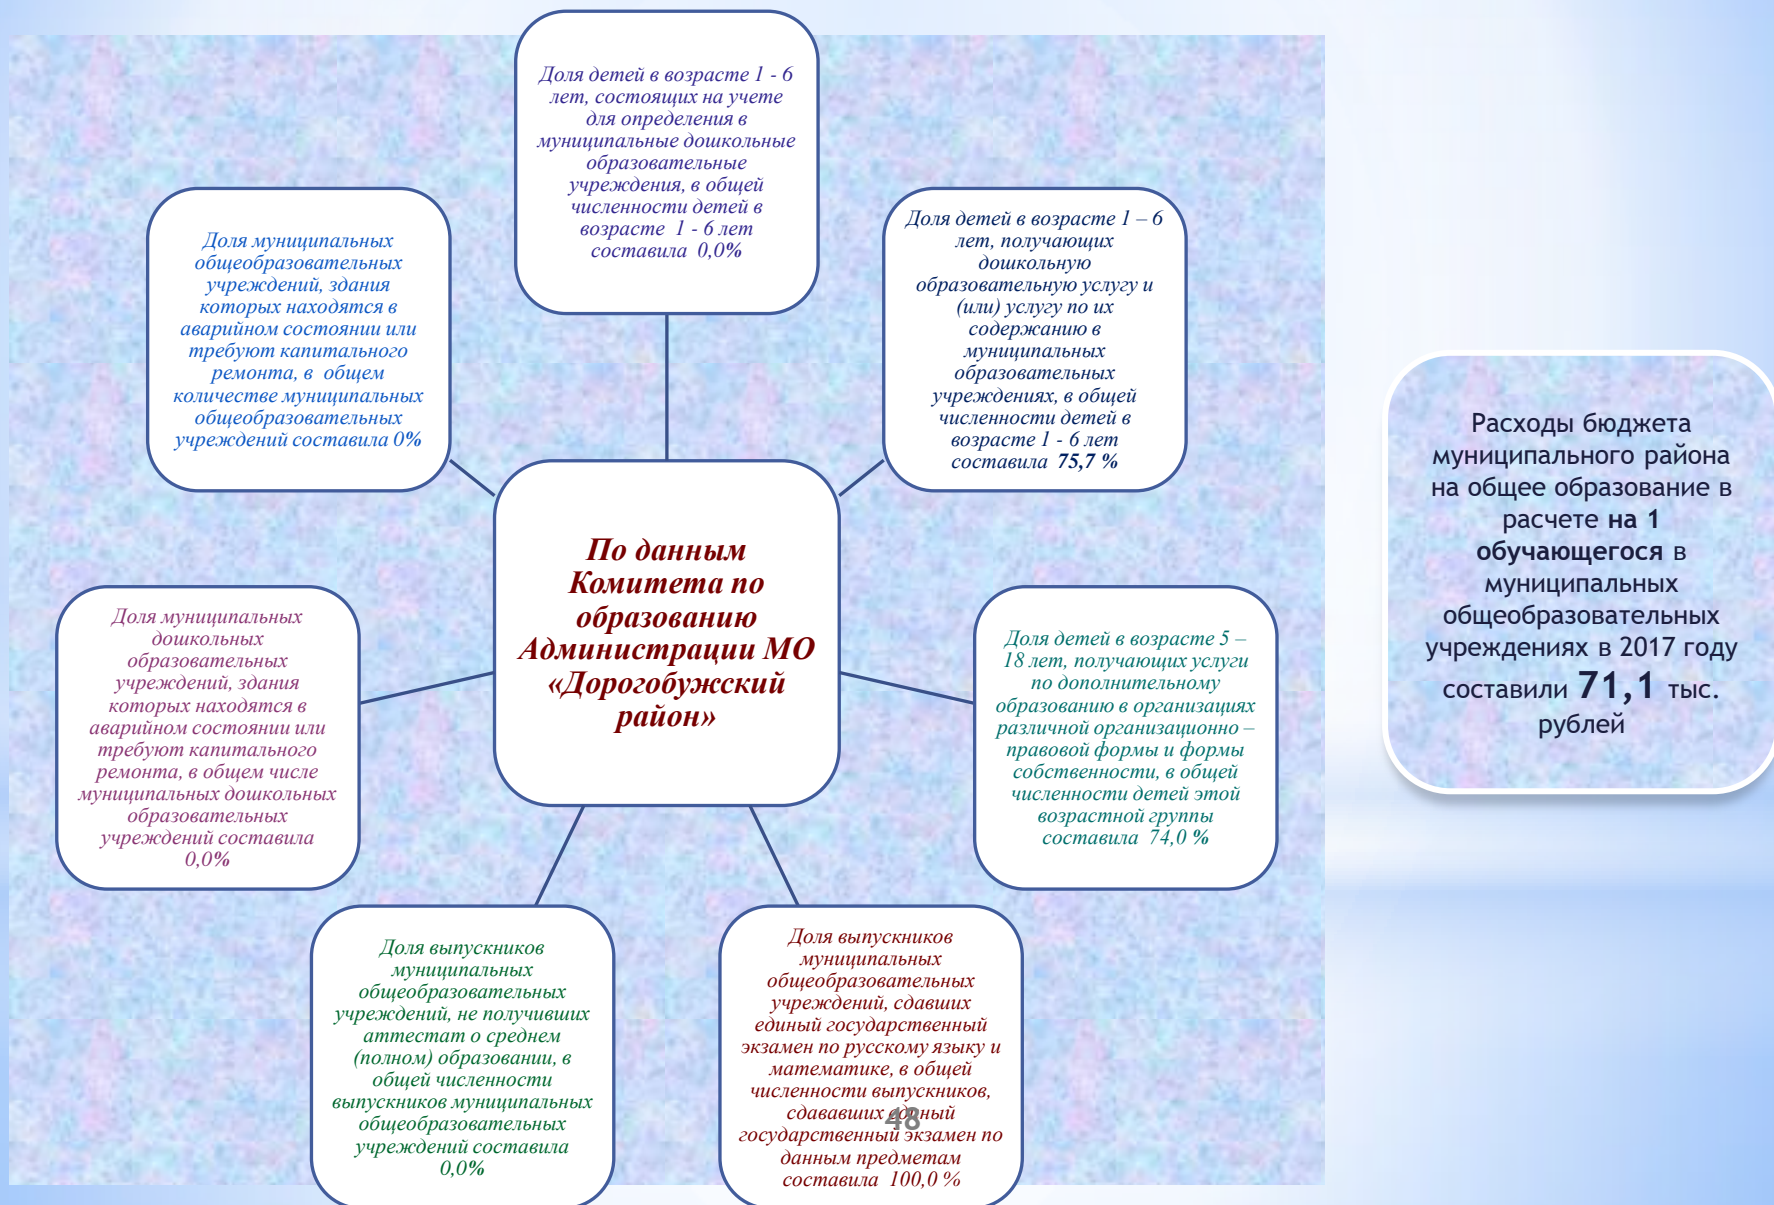 Доля детей в возрасте 1 - 6
лет, состоящих на учете
для определения в
муниципальные дошкольные
образовательные
учреждения, в общей
численности детей в
возрасте 1 - 6 лет
составила 0,0%
Доля детей в возрасте 1 – 6
лет, получающих
дошкольную
образовательную услугу и
(или) услугу по их
содержанию в
муниципальных
образовательных
учреждениях, в общей
численности детей в
возрасте 1 - 6 лет
составила 75,7 %
Доля детей в возрасте 5 –
18 лет, получающих услуги
по дополнительному
образованию в организациях
различной организационно –
правовой формы и формы
собственности, в общей
численности детей этой
возрастной группы
составила 74,0 %
Доля выпускников
муниципальных
общеобразовательных
учреждений, сдавших
единый государственный
экзамен по русскому языку и
математике, в общей
численности выпускников,
сдававших единый
государственный экзамен по
данным предметам
составила 100,0 %
48
Доля выпускников
муниципальных
общеобразовательных
учреждений, не получивших
аттестат о среднем
(полном) образовании, в
общей численности
выпускников муниципальных
общеобразовательных
учреждений составила
0,0%
Доля муниципальных
дошкольных
образовательных
учреждений, здания
которых находятся в
аварийном состоянии или
требуют капитального
ремонта, в общем числе
муниципальных дошкольных
образовательных
учреждений составила
0,0%
Доля муниципальных
общеобразовательных
учреждений, здания
которых находятся в
аварийном состоянии или
требуют капитального
ремонта, в общем
количестве муниципальных
общеобразовательных
учреждений составила 0%
По данным
Комитета по
образованию
Администрации МО
«Дорогобужский
район»
Расходы бюджета
муниципального района
на общее образование в
расчете на 1
обучающегося в
муниципальных
общеобразовательных
учреждениях в 2017 году
составили 71,1 тыс.
рублей